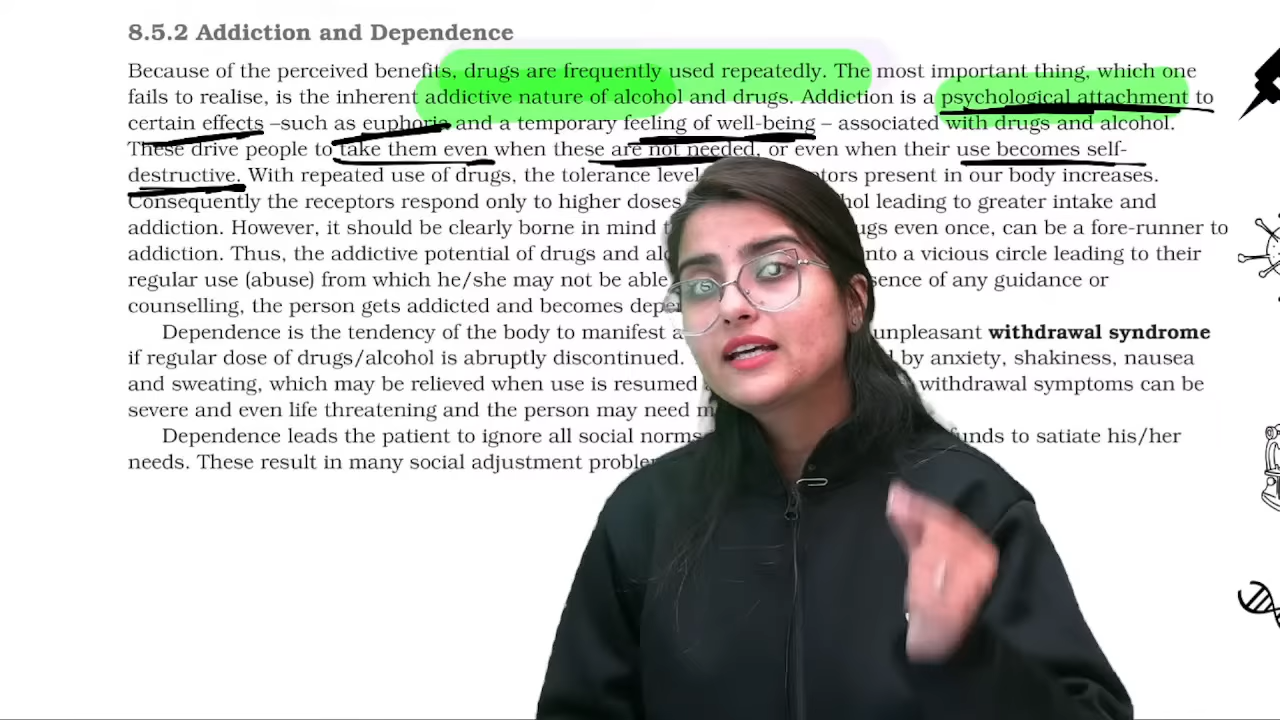 8.5.2 Addiction and Dependence
Because of the perceived benefits, drugs are frequently used repeatedly. The most important thing, which one
fails to realise, is the inherent addictive nature of alcohol and drugs. Addiction is a psychological attachment to
certain effects –such as euphoria and a temporary feeling of well-being – associated with drugs and alcohol.
These drive people to take them even when these are not needed, or even when their use becomes self-
destructive. With repeated use of drugs, the tolerance level present in our body increases.
Consequently the receptors respond only to higher doses leading to greater intake and
addiction. However, it should be clearly borne in mind even once, can be a fore-runner to
addiction. Thus, the addictive potential of drugs and into a vicious circle leading to their
regular use (abuse) from which he/she may not be able of any guidance or
counselling, the person gets addicted and becomes
Dependence is the tendency of the body to manifest unpleasant withdrawal syndrome
if regular dose of drugs/alcohol is abruptly discontinued. by anxiety, shakiness, nausea
and sweating, which may be relieved when use is resumed withdrawal symptoms can be
severe and even life threatening and the person may need
Dependence leads the patient to ignore all social norms funds to satiate his/her
needs. These result in many social adjustment